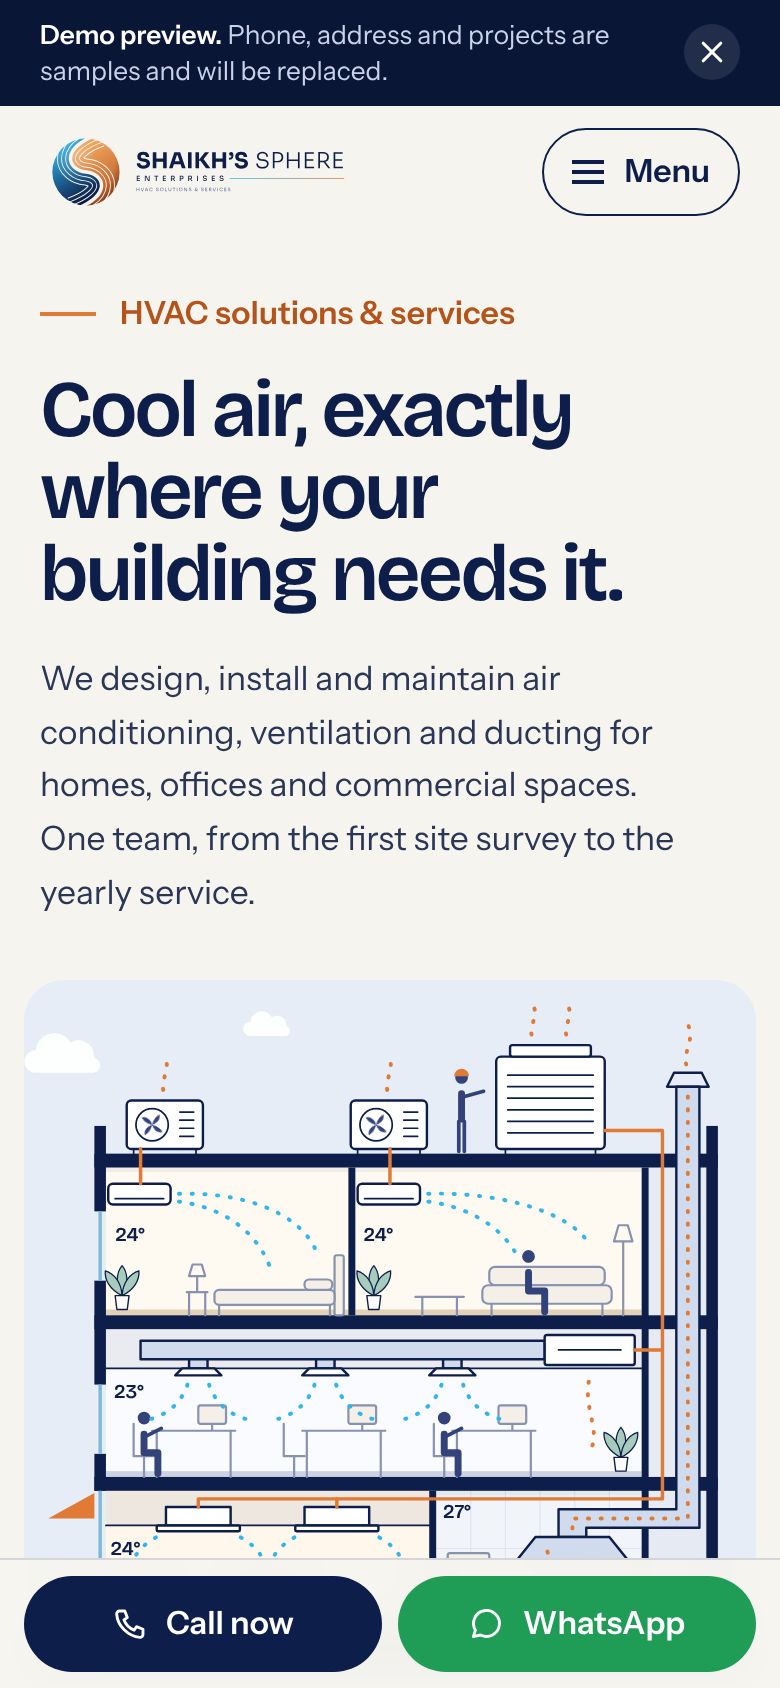 Demo preview. Phone, address and projects are
samples and will be replaced.
SHAIKH'S SPHERE
ENTERPRISES
HVAC SOLUTIONS & SERVICES
Menu
HVAC solutions & services
Cool air, exactly
where your
building needs it.
We design, install and maintain air
conditioning, ventilation and ducting for
homes, offices and commercial spaces.
One team, from the first site survey to the
yearly service.
24° 24°
23°
27°
24°
Call now
WhatsApp